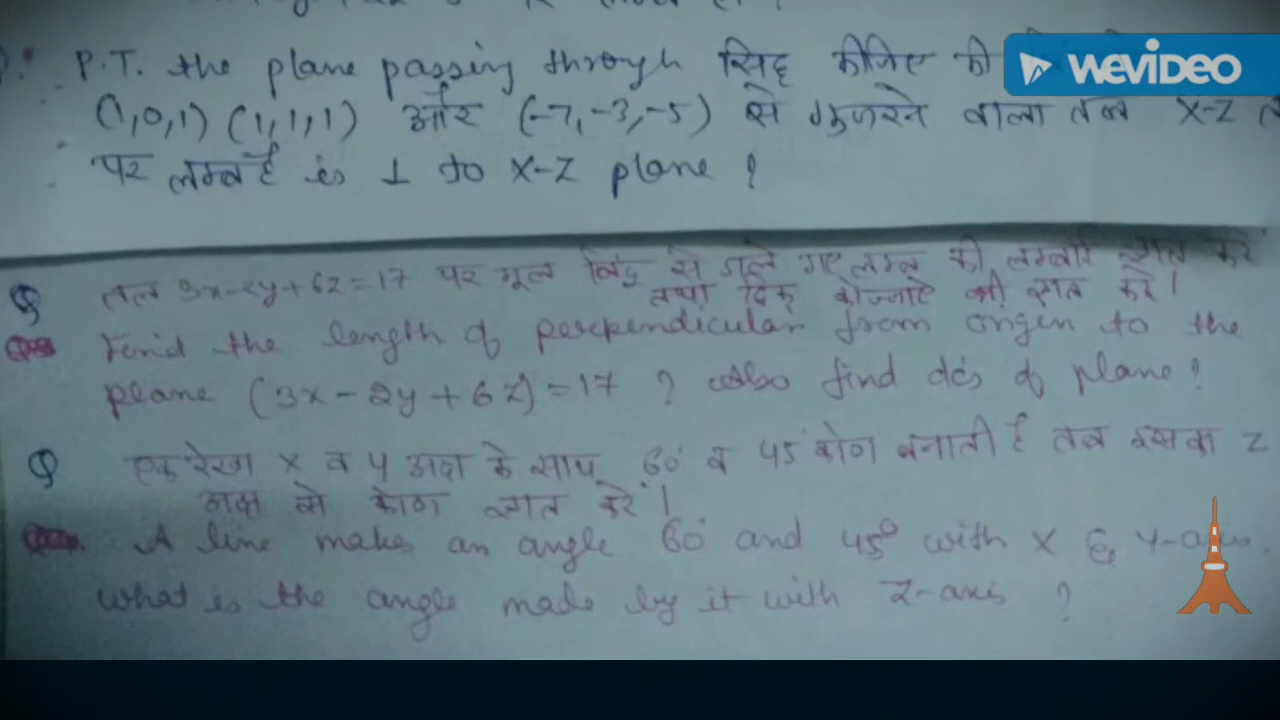 P.T. the plane passing through सिद्ध कीजिए की
WEVIDEO
(1,0,1) (1,1,1) और (-7,-3,-5) से गुजरने वाला तल X-Z
पर लम्ब है is ⊥ to X-Z plane ?
Q तल 3x-2y+6z=17 पर मूल बिंदु से डाले गए लम्ब की लम्बाई ज्ञात करें
तथा दिक् कोज्याऐं भी ज्ञात करें।
Find the length of perpendicular from origin to the
plane (3x-2y+6z)=17 ? Also find dc's of plane?
Q एक रेखा x व y अक्ष के साथ 60° व 45° कोण बनाती है तब इसका z
अक्ष से कोण ज्ञात करें।
A line makes an angle 60° and 45° with X & Y-axis.
what is the angle made by it with Z-axis ?